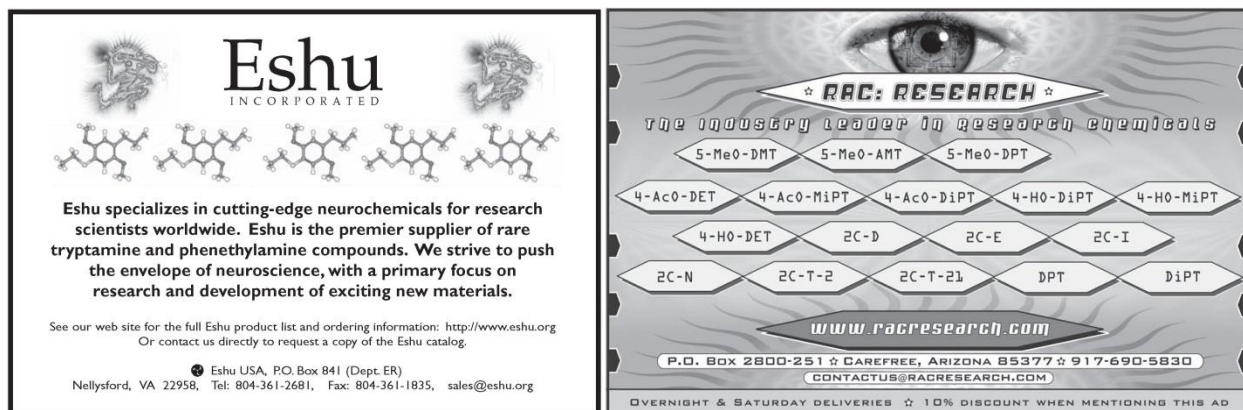 Eshu
INCORPORATED
Eshu specializes in cutting-edge neurochemicals for research
scientists worldwide. Eshu is the premier supplier of rare
tryptamine and phenethylamine compounds. We strive to push
the envelope of neuroscience, with a primary focus on
research and development of exciting new materials.
See our web site for the full Eshu product list and ordering information: http://www.eshu.org
Or contact us directly to request a copy of the Eshu catalog.
Eshu USA, P.O. Box 841 (Dept. ER)
Nellysford, VA 22958, Tel: 804-361-2681, Fax: 804-361-1835, sales@eshu.org
☆ RAC: RESEARCH ☆
The Industry Leader in Research Chemicals
5-MeO-DMT 5-MeO-AMT 5-MeO-DPT
4-AcO-DET 4-AcO-MiPT 4-AcO-DiPT 4-HO-DiPT 4-HO-MiPT
4-HO-DET 2C-D 2C-E 2C-I
2C-N 2C-T-2 2C-T-21 DPT DiPT
www.racresearch.com
P.O. Box 2800-251 ☆ Carefree, Arizona 85377 ☆ 917-690-5830
contactus@racresearch.com
Overnight & Saturday deliveries ☆ 10% discount when mentioning this ad